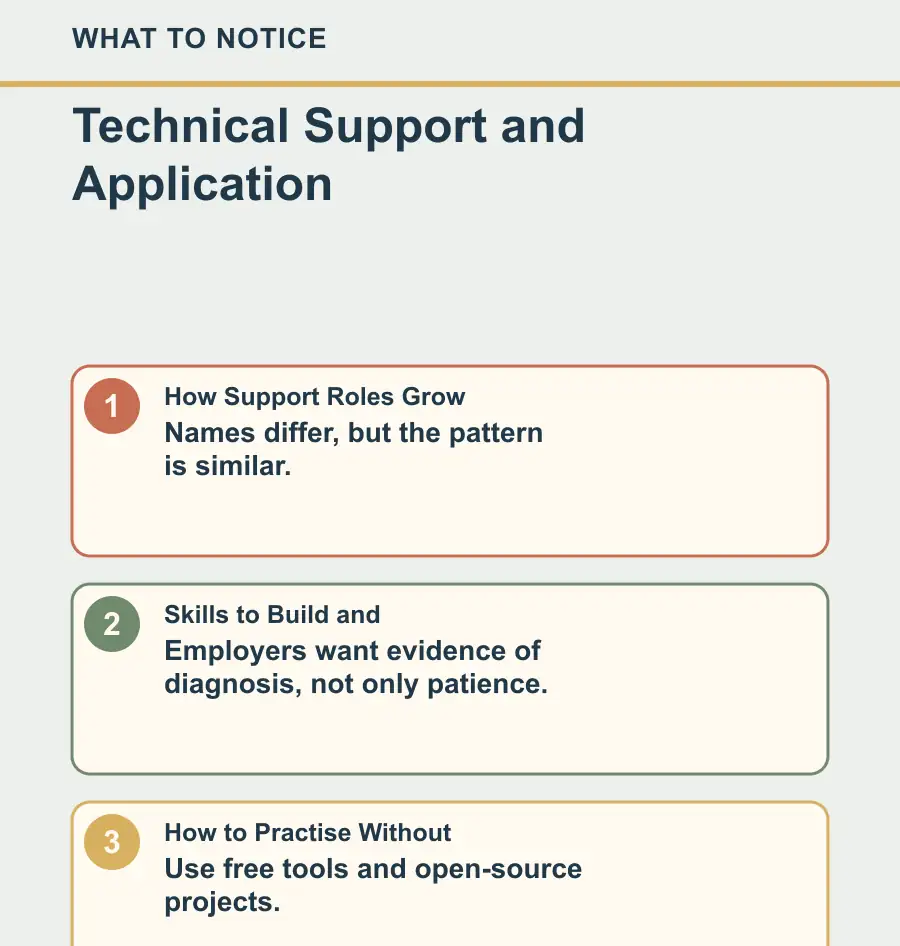 WHAT TO NOTICE
Technical Support and
Application
1
How Support Roles Grow
Names differ, but the pattern
is similar.
2
Skills to Build and
Employers want evidence of
diagnosis, not only patience.
3
How to Practise Without
Use free tools and open-source
projects.